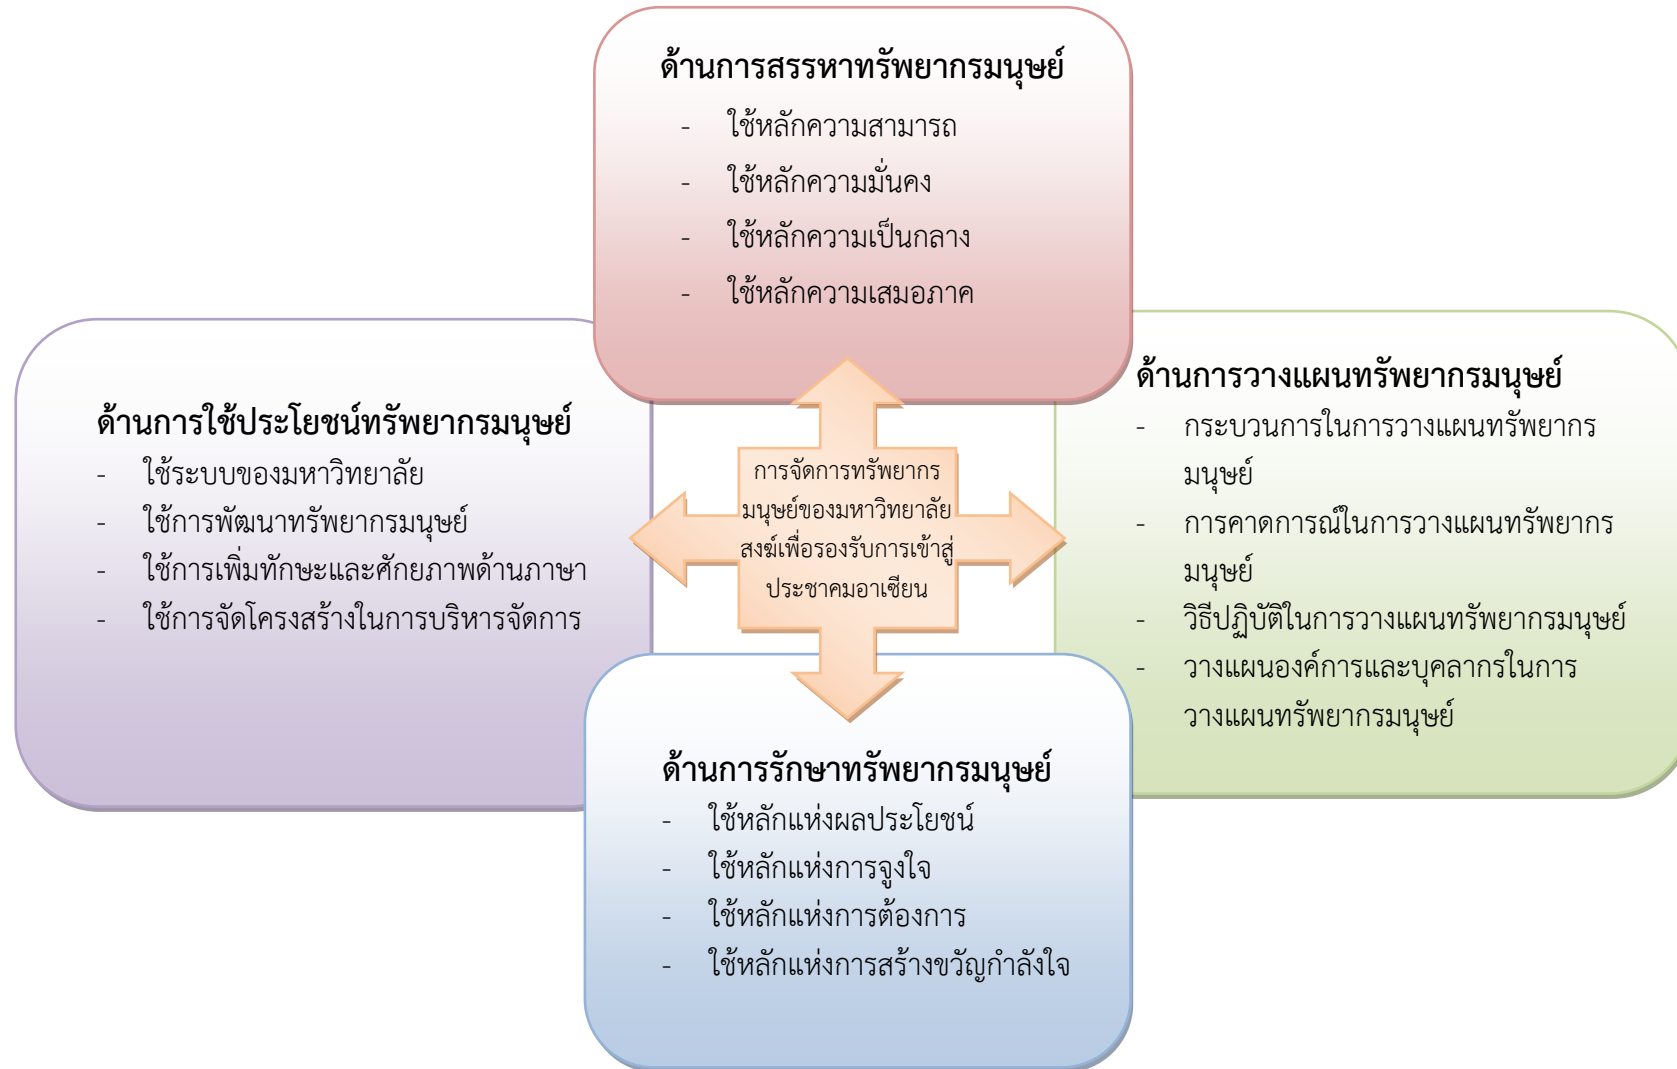 ด้านการสรรหาทรัพยากรมนุษย์
- ใช้หลักความสามารถ
- ใช้หลักความมั่นคง
- ใช้หลักความเป็นกลาง
- ใช้หลักความเสมอภาค
ด้านการใช้ประโยชน์ทรัพยากรมนุษย์
- ใช้ระบบของมหาวิทยาลัย
- ใช้การพัฒนาทรัพยากรมนุษย์
- ใช้การเพิ่มทักษะและศักยภาพด้านภาษา
- ใช้การจัดโครงสร้างในการบริหารจัดการ
การจัดการทรัพยากร
มนุษย์ของมหาวิทยาลัย
สงฆ์เพื่อรองรับการเข้าสู่
ประชาคมอาเซียน
ด้านการวางแผนทรัพยากรมนุษย์
- กระบวนการในการวางแผนทรัพยากร
มนุษย์
- การคาดการณ์ในการวางแผนทรัพยากร
มนุษย์
- วิธีปฏิบัติในการวางแผนทรัพยากรมนุษย์
- วางแผนองค์การและบุคลากรในการ
วางแผนทรัพยากรมนุษย์
ด้านการรักษาทรัพยากรมนุษย์
- ใช้หลักแห่งผลประโยชน์
- ใช้หลักแห่งการจูงใจ
- ใช้หลักแห่งการต้องการ
- ใช้หลักแห่งการสร้างขวัญกำลังใจ